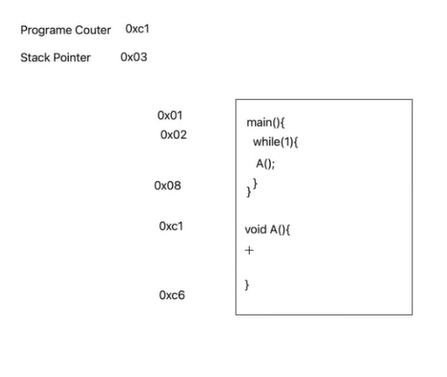 Programe Couter 0xc1
Stack Pointer 0x03
0x01
main(){
0x02
while(1){
A();
0x08
}
}
0xc1
void A(){
+
}
0xc6